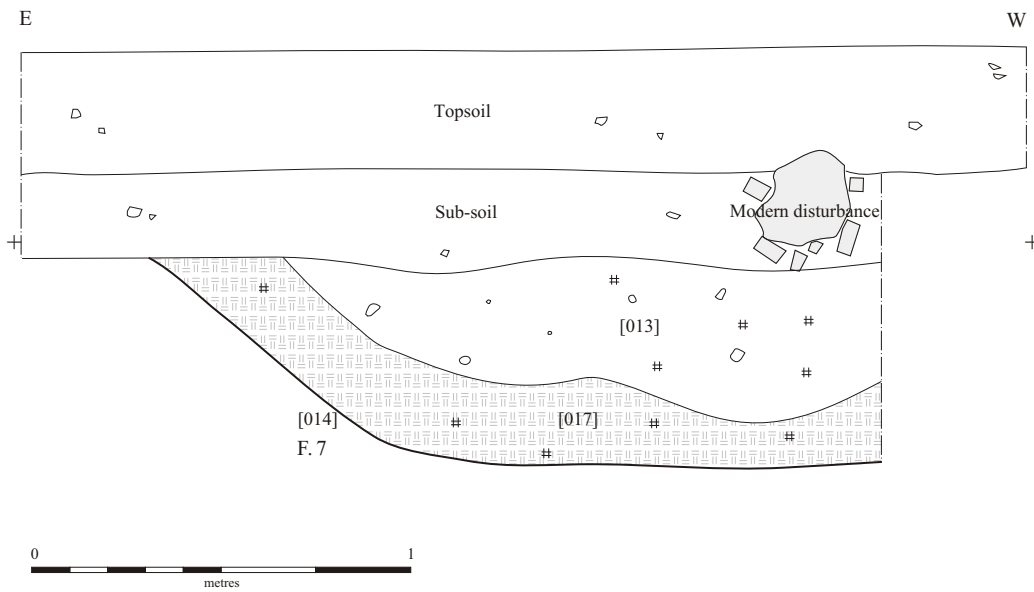 E W
Topsoil
Sub-soil
Modern disturbance
[013]
[014]
[017]
F. 7
0 1
metres